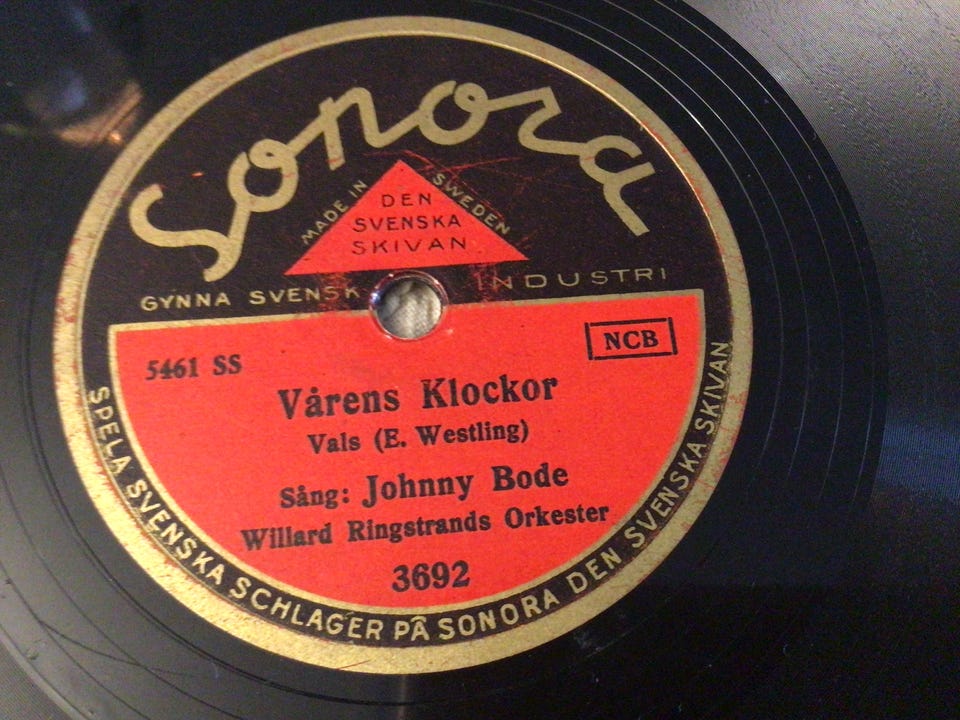 Sonora
MADE IN SWEDEN
DEN
SVENSKA
SKIVAN
GYNNA SVENSK INDUSTRI
5461 SS
NCB
Vårens Klockor
Vals (E. Westling)
Sång: Johnny Bode
Willard Ringstrands Orkester
3692
SPELA SVENSKA SCHLAGER PÅ SONORA DEN SVENSKA SKIVAN